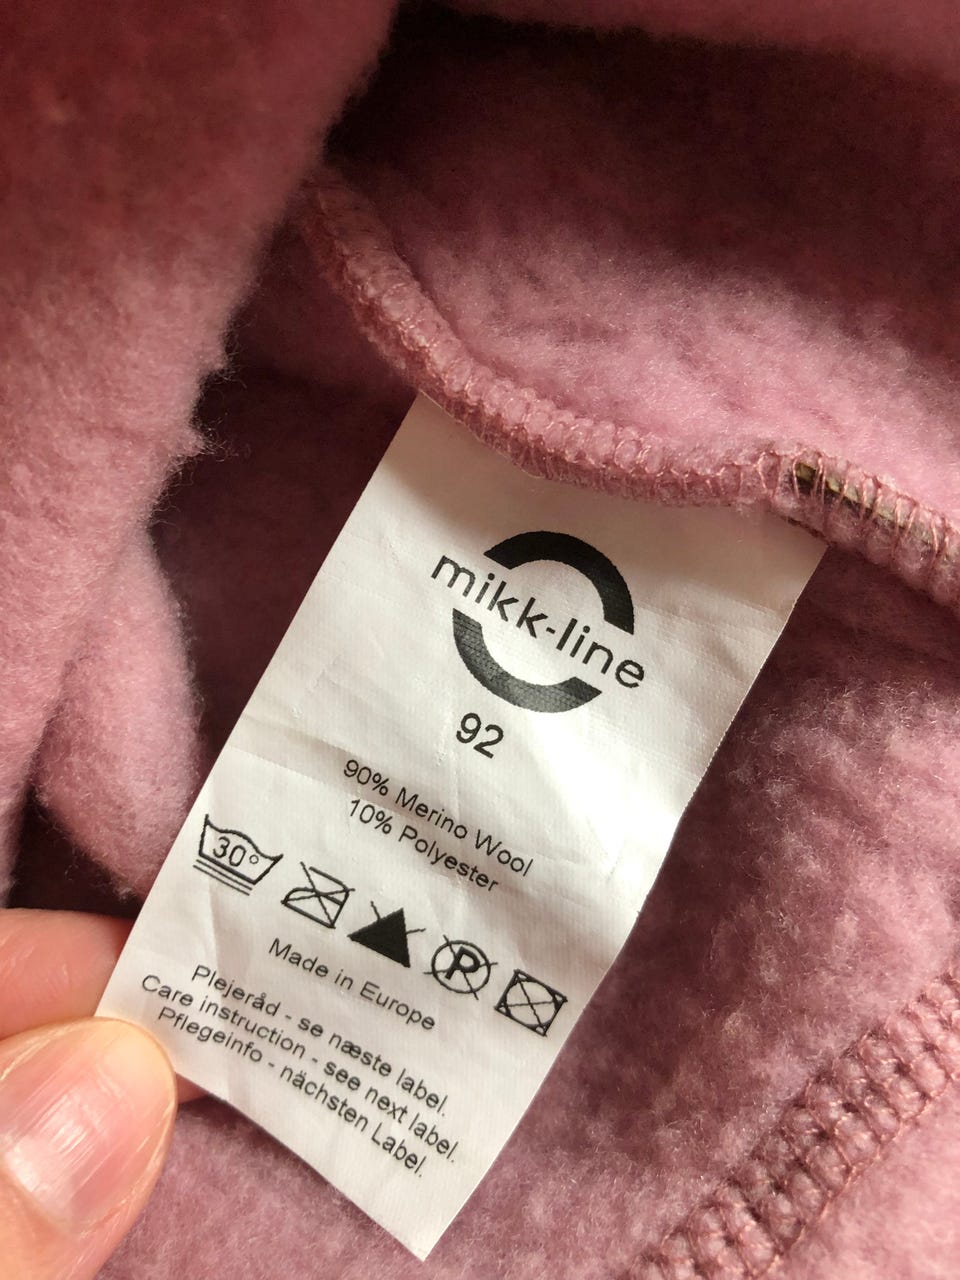 mikk-line
92
90% Merino Wool
10% Polyester
30°
P
Made in Europe
Plejeråd - se næste label.
Care instruction - see next label.
Pflegeinfo - nächsten Label.